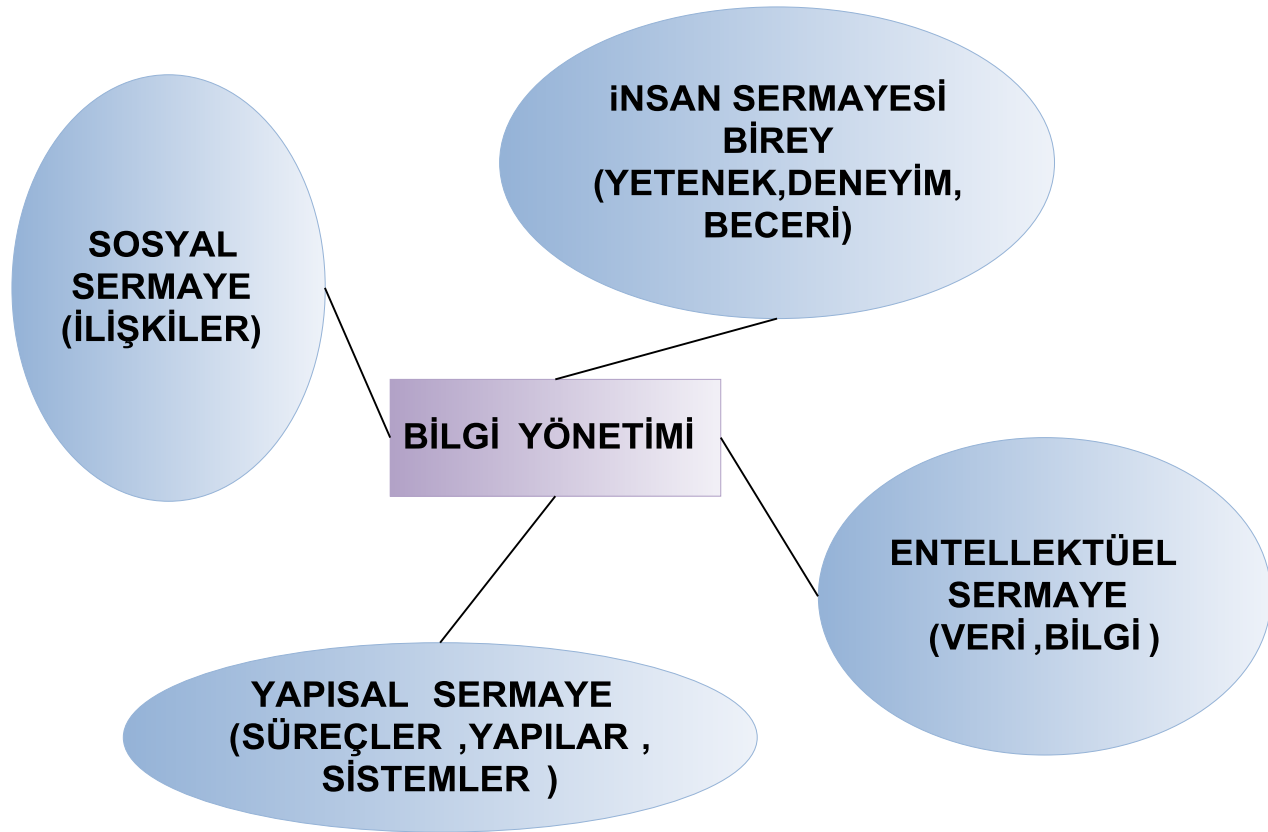 iNSAN SERMAYESİ
BİREY
(YETENEK,DENEYİM,
BECERİ)
SOSYAL
SERMAYE
(İLİŞKİLER)
BİLGİ YÖNETİMİ
ENTELLEKTÜEL
SERMAYE
(VERİ ,BİLGİ )
YAPISAL SERMAYE
(SÜREÇLER ,YAPILAR ,
SİSTEMLER )